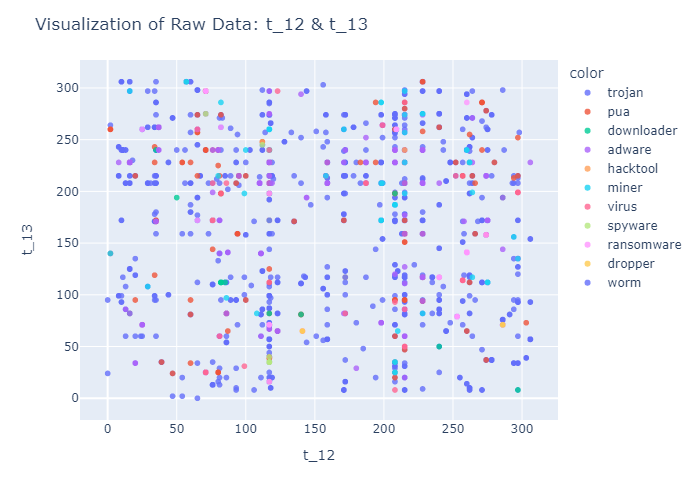 Visualization of Raw Data: t_12 & t_13
color
trojan
pua
downloader
adware
hacktool
miner
virus
spyware
ransomware
dropper
worm
300
250
200
150
100
50
0
t_13
0 50 100 150 200 250 300
t_12